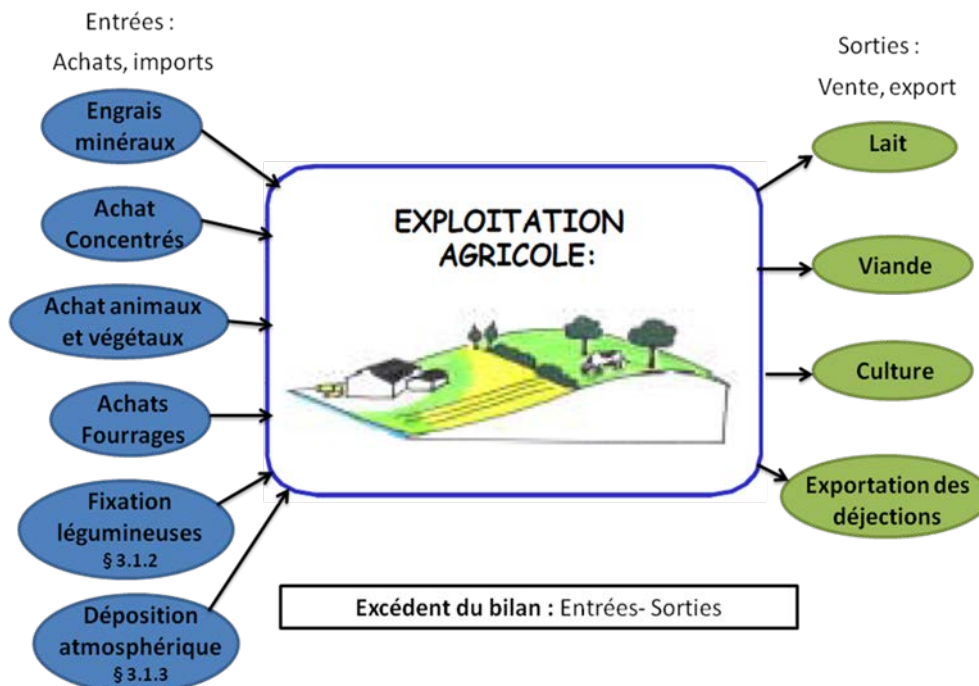 Entrées :
Achats, imports
Engrais
minéraux
Achat
Concentrés
Achat animaux
et végétaux
Achats
Fourrages
Fixation
légumineuses
§ 3.1.2
Déposition
atmosphérique
§ 3.1.3
EXPLOITATION
AGRICOLE:
Sorties :
Vente, export
Lait
Viande
Culture
Exportation des
déjections
Excédent du bilan : Entrées- Sorties